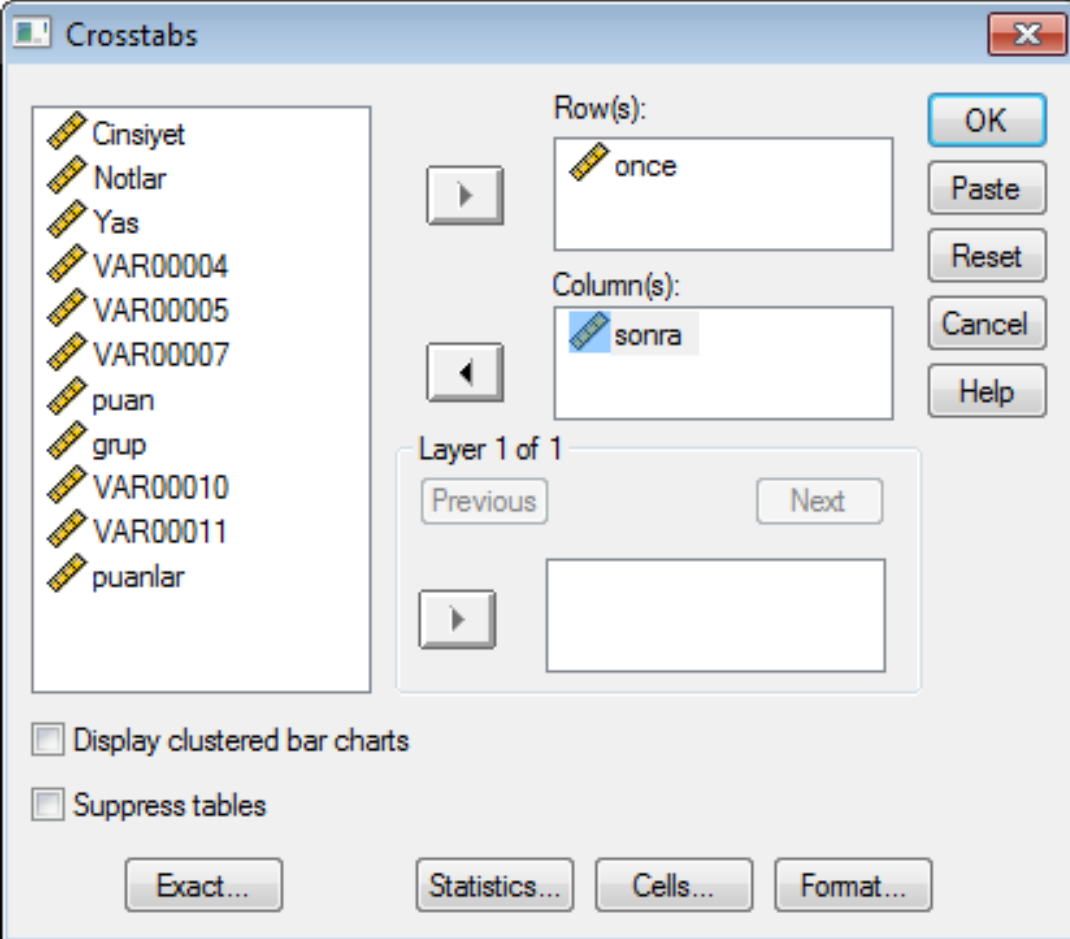 Crosstabs
Cinsiyet
Notlar
Yas
VAR00004
VAR00005
VAR00007
puan
grup
VAR00010
VAR00011
puanlar
Row(s):
once
Column(s):
sonra
Layer 1 of 1
Previous
Next
OK
Paste
Reset
Cancel
Help
Display clustered bar charts
Suppress tables
Exact...
Statistics...
Cells...
Format...